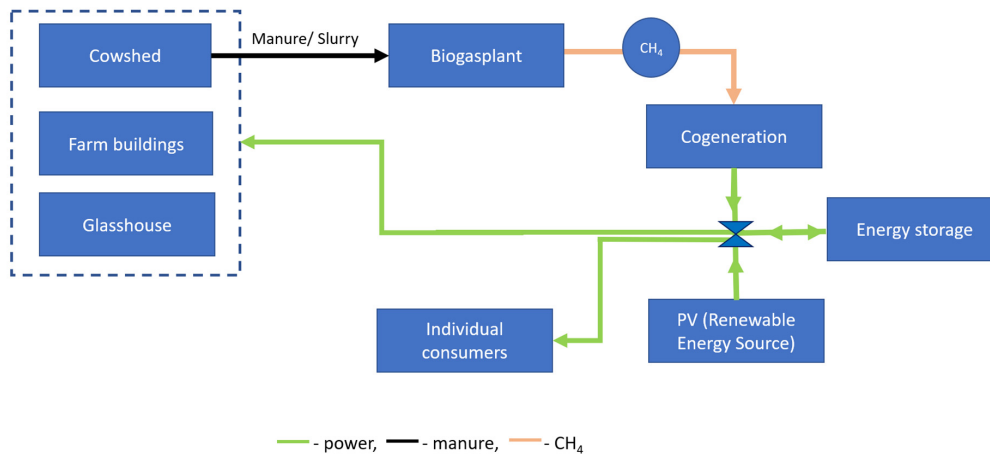 Cowshed
Manure/ Slurry
Biogasplant
CH₄
Farm buildings
Cogeneration
Glasshouse
Energy storage
Individual
consumers
PV (Renewable
Energy Source)
- power, - manure, - CH₄